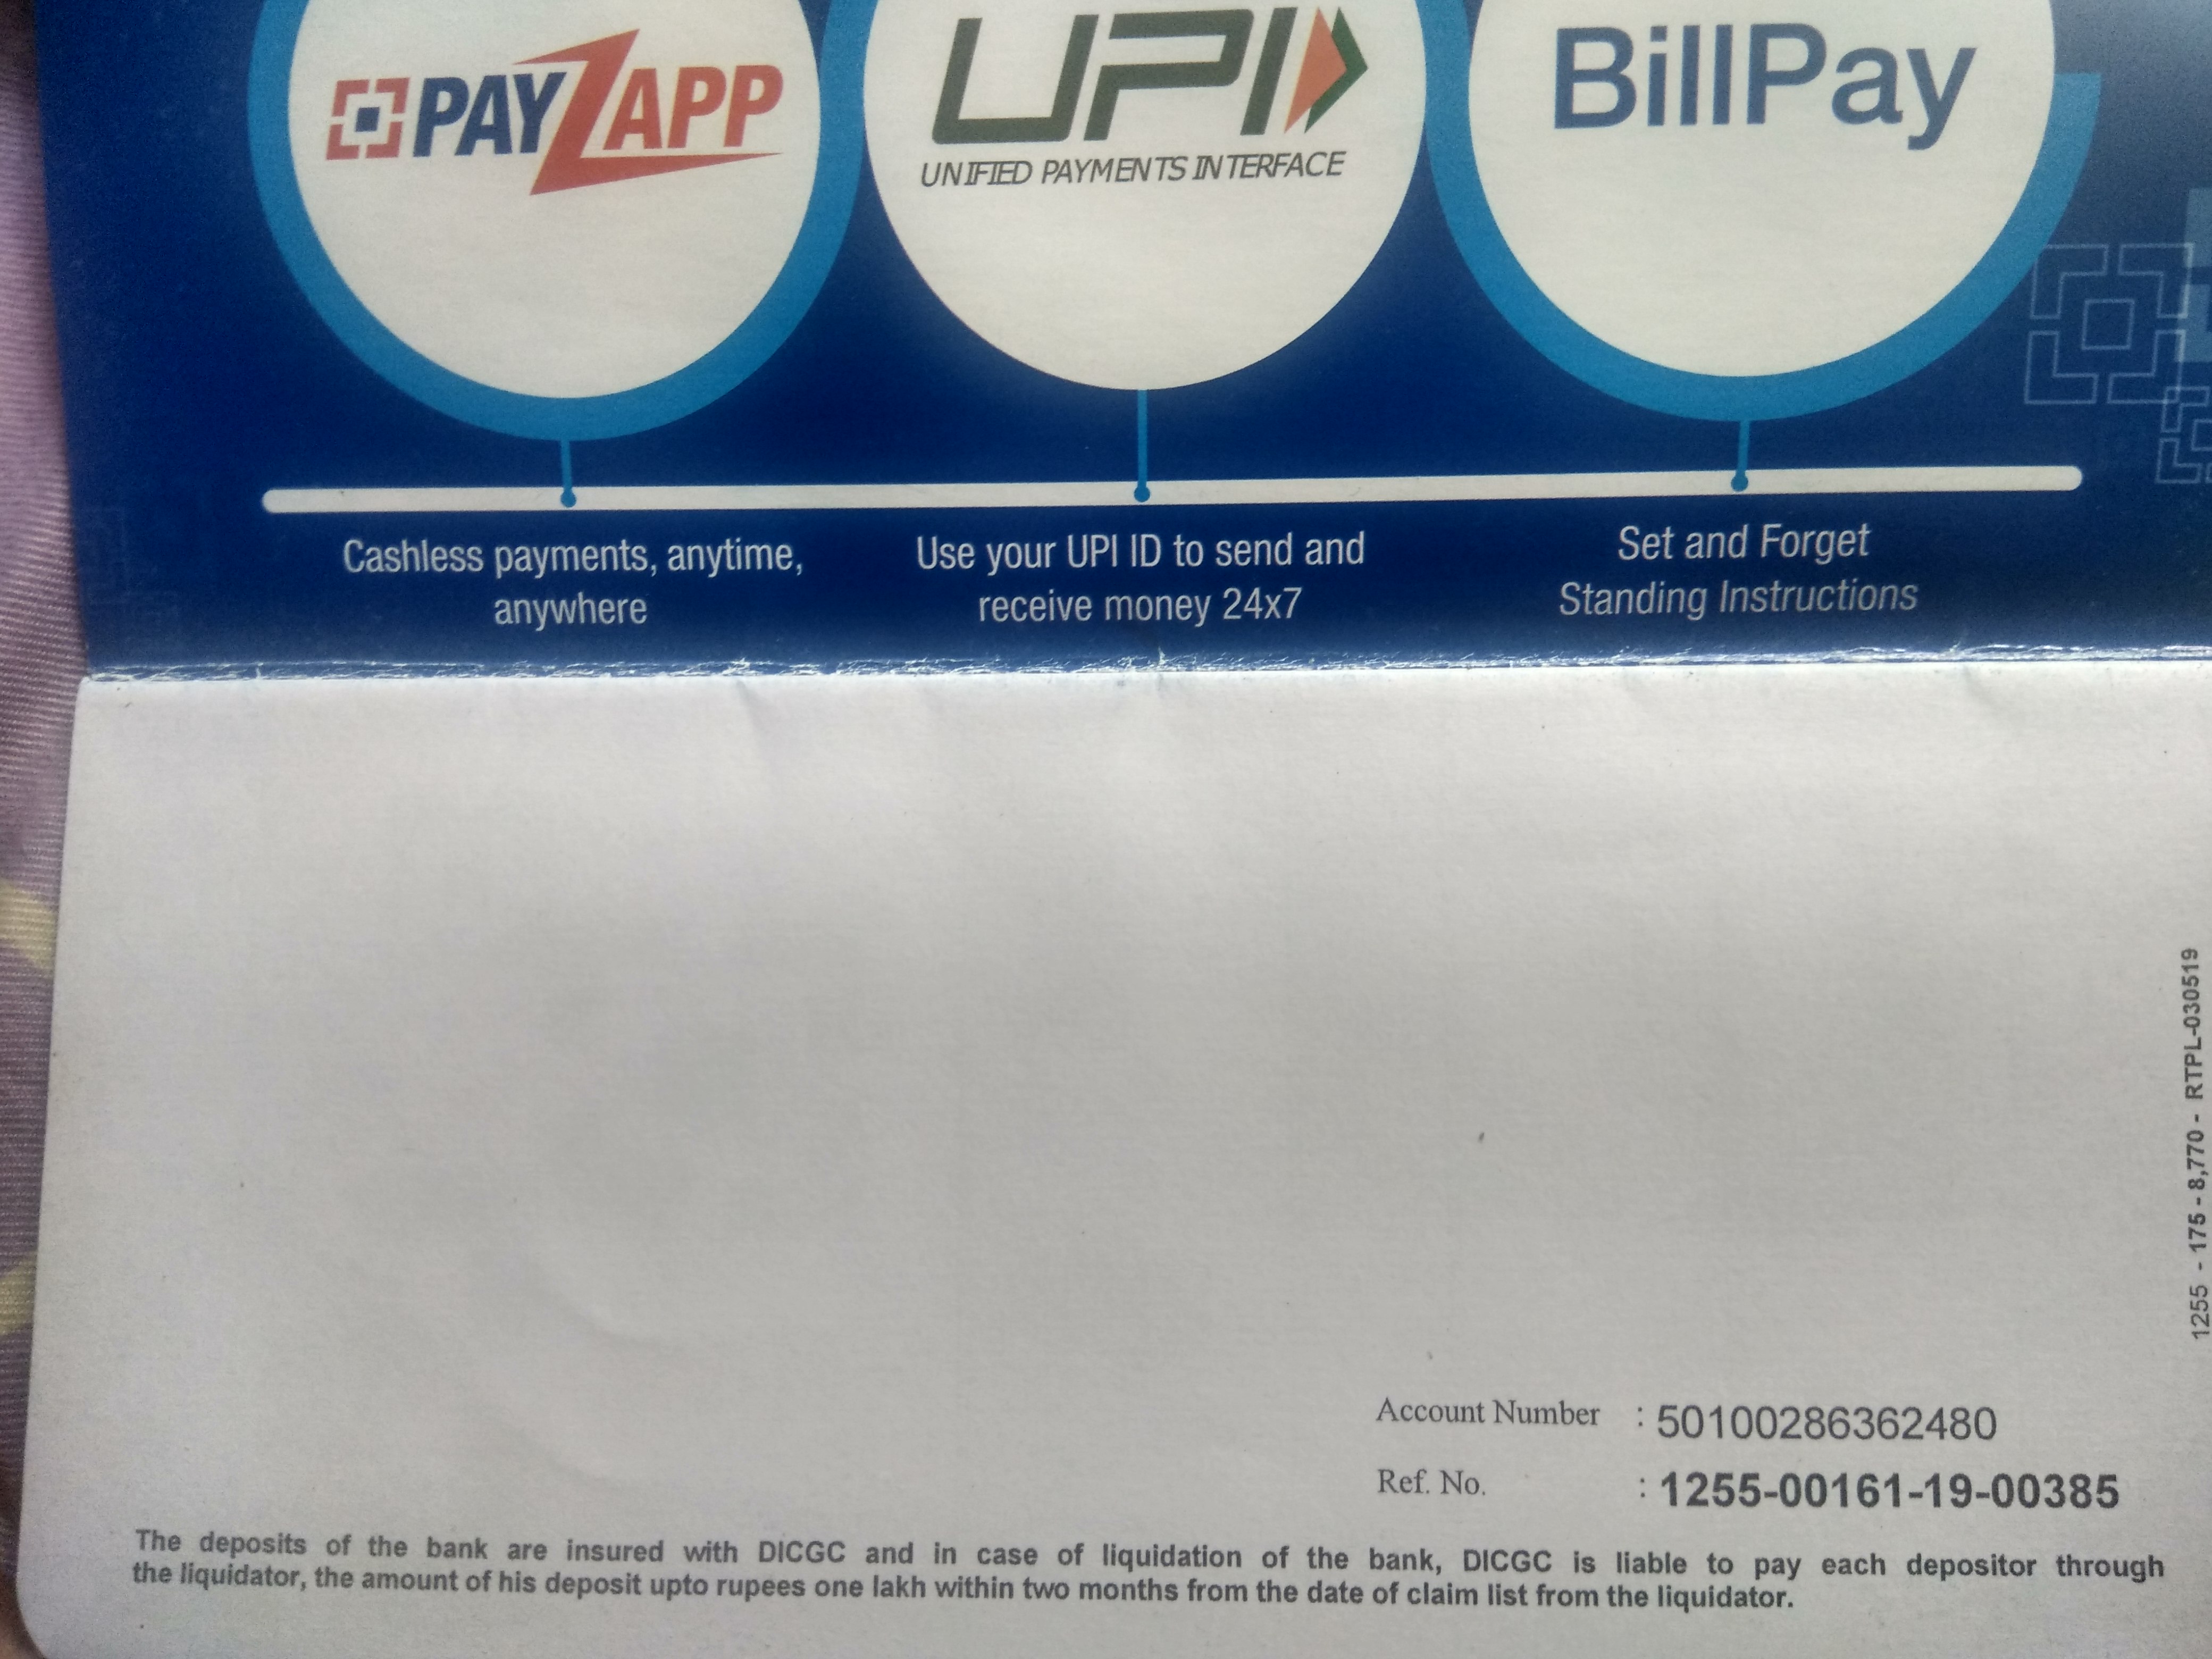 PAYZAPP
UPI
UNIFIED PAYMENTS INTERFACE
BillPay
Cashless payments, anytime,
anywhere
Use your UPI ID to send and
receive money 24x7
Set and Forget
Standing Instructions
1255 - 175 - 8,770 - RTPL-030519
Account Number : 50100286362480
Ref. No. : 1255-00161-19-00385
The deposits of the bank are insured with DICGC and in case of liquidation of the bank, DICGC is liable to pay each depositor through
the liquidator, the amount of his deposit upto rupees one lakh within two months from the date of claim list from the liquidator.